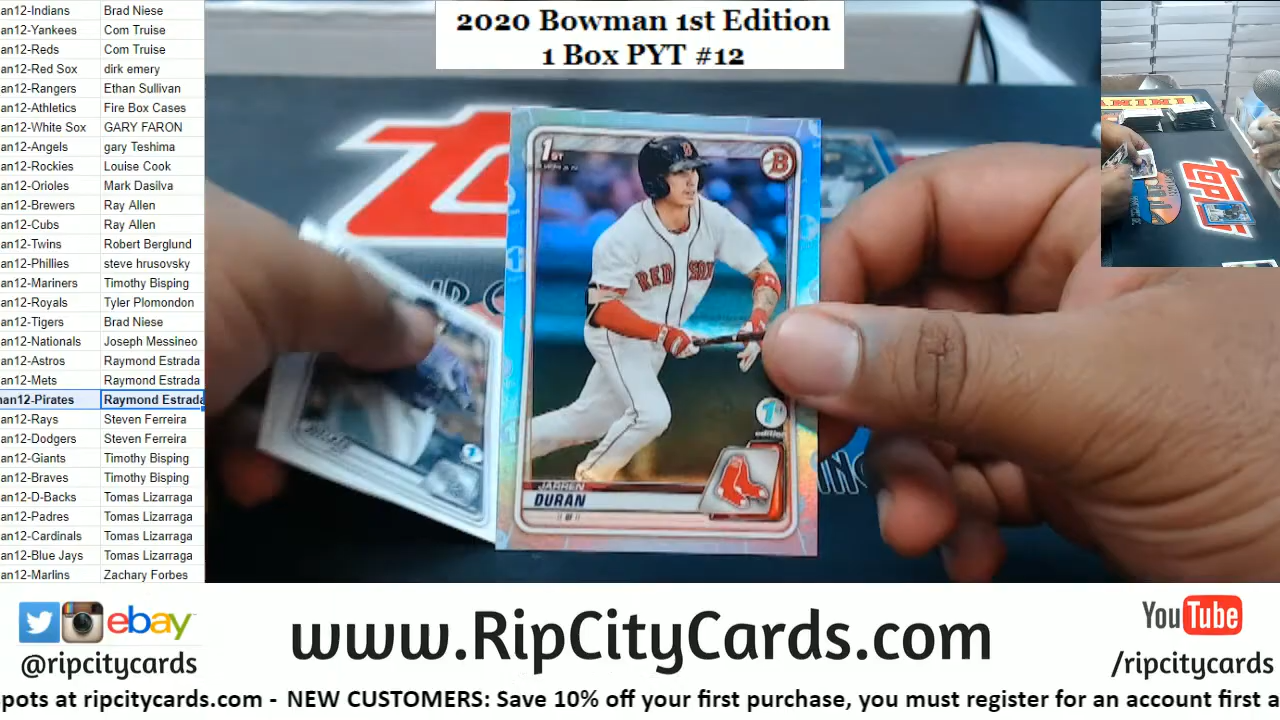 2020 Bowman 1st Edition
1 Box PYT #12
an12-Indians Brad Niese
an12-Yankees Com Truise
an12-Reds Com Truise
an12-Red Sox dirk emery
an12-Rangers Ethan Sullivan
an12-Athletics Fire Box Cases
an12-White Sox GARY FARON
an12-Angels gary Teshima
an12-Rockies Louise Cook
an12-Orioles Mark Dasilva
an12-Brewers Ray Allen
an12-Cubs Ray Allen
an12-Twins Robert Berglund
an12-Phillies steve hrusovsky
an12-Mariners Timothy Bisping
an12-Royals Tyler Plomondon
an12-Tigers Brad Niese
an12-Nationals Joseph Messineo
an12-Astros Raymond Estrada
an12-Mets Raymond Estrada
nan12-Pirates Raymond Estrada
an12-Rays Steven Ferreira
an12-Dodgers Steven Ferreira
an12-Giants Timothy Bisping
an12-Braves Timothy Bisping
an12-D-Backs Tomas Lizarraga
an12-Padres Tomas Lizarraga
an12-Cardinals Tomas Lizarraga
an12-Blue Jays Tomas Lizarraga
an12-Marlins Zachary Forbes
1ST
B
B
RED SOX
1st
edition
JARREN
DURAN
topps
ebay
@ripcitycards
www.RipCityCards.com
YouTube
/ripcitycards
spots at ripcitycards.com - NEW CUSTOMERS: Save 10% off your first purchase, you must register for an account first a